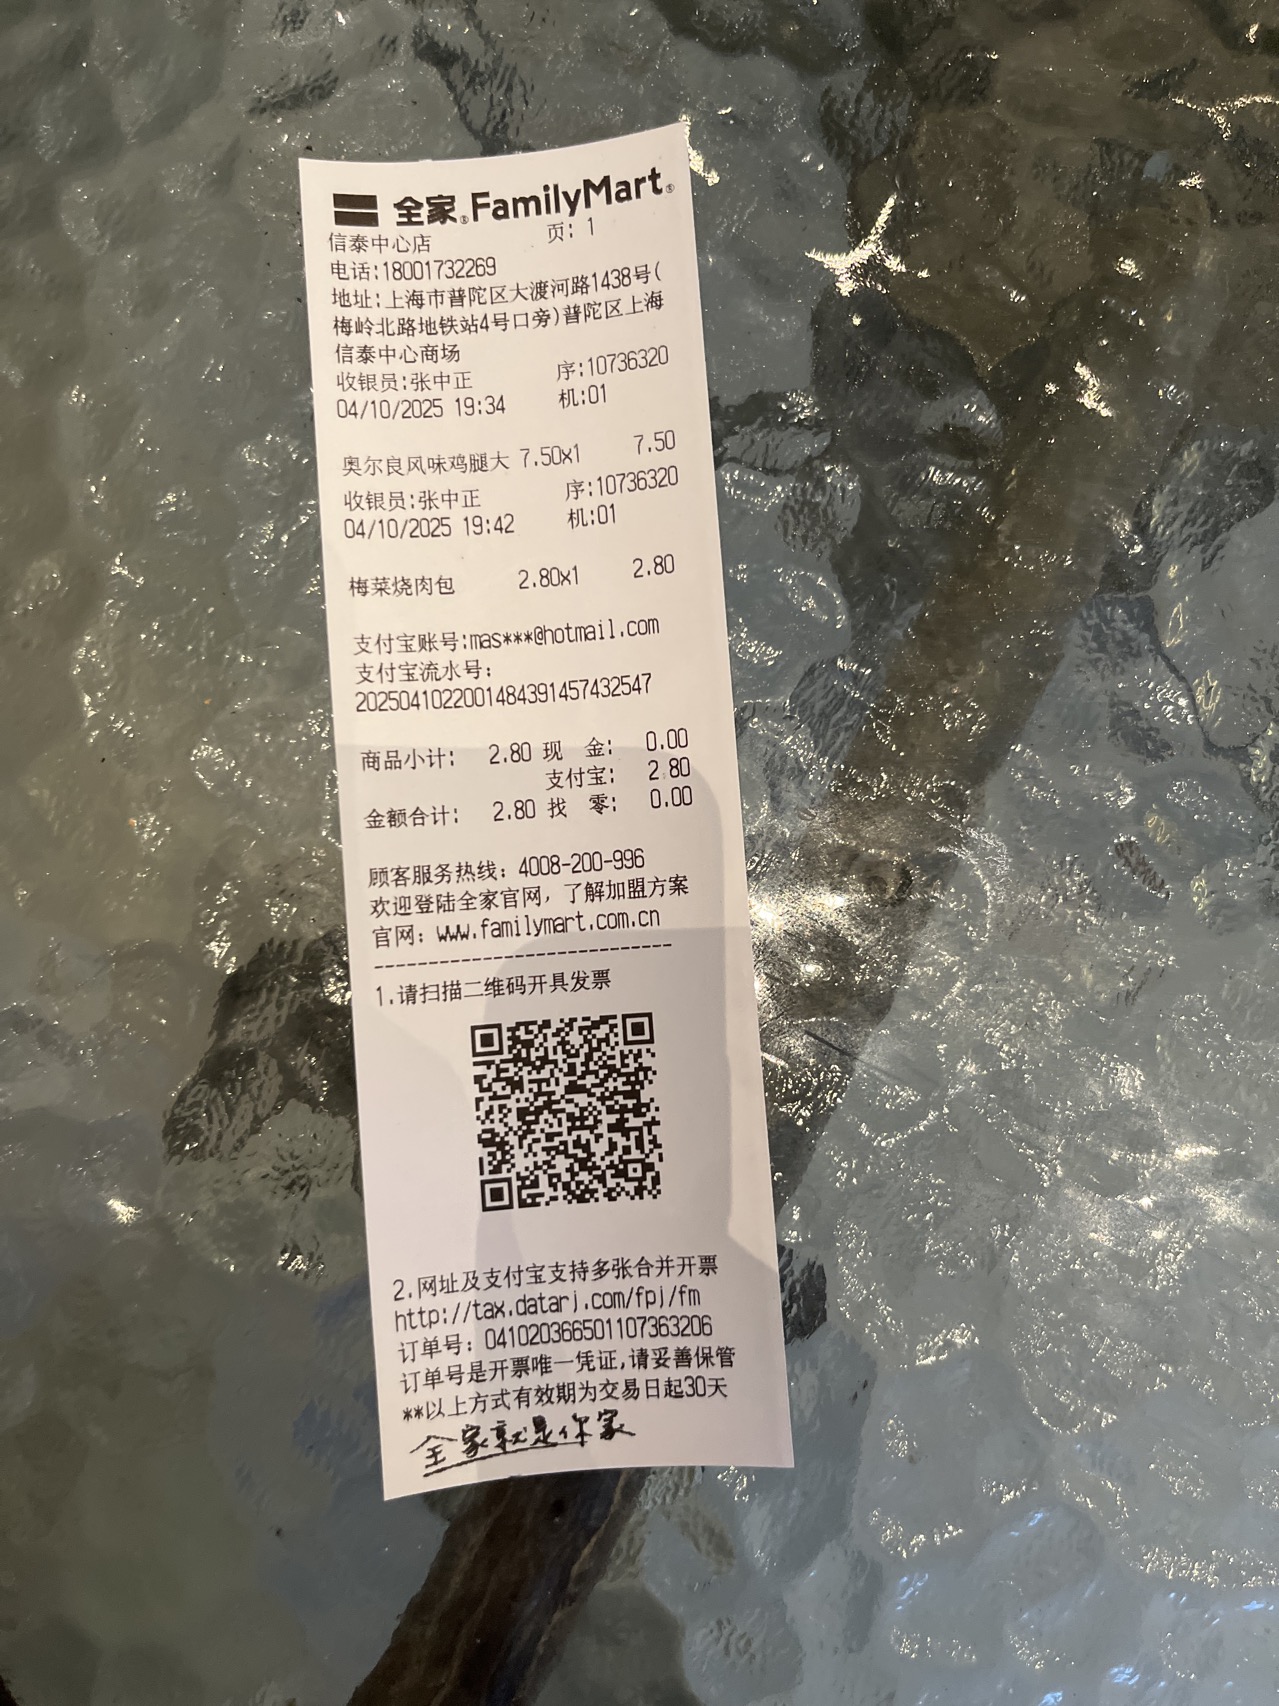 全家® FamilyMart®
信泰中心店 页: 1
电话:18001732269
地址:上海市普陀区大渡河路1438号(
梅岭北路地铁站4号口旁)普陀区上海
信泰中心商场
收银员:张中正 序:10736320
04/10/2025 19:34 机:01
奥尔良风味鸡腿大 7.50x1 7.50
收银员:张中正 序:10736320
04/10/2025 19:42 机:01
梅菜烧肉包 2.80x1 2.80
支付宝账号:mas***@hotmail.com
支付宝流水号:
2025041022001484391457432547
商品小计: 2.80 现 金: 0.00
支付宝: 2.80
金额合计: 2.80 找 零: 0.00
顾客服务热线: 4008-200-996
欢迎登陆全家官网,了解加盟方案
官网: www.familymart.com.cn
--------------------------
1.请扫描二维码开具发票
2.网址及支付宝支持多张合并开票
http://tax.datarj.com/fpj/fm
订单号: 041020366501107363206
订单号是开票唯一凭证,请妥善保管
**以上方式有效期为交易日起30天
全家就是你家